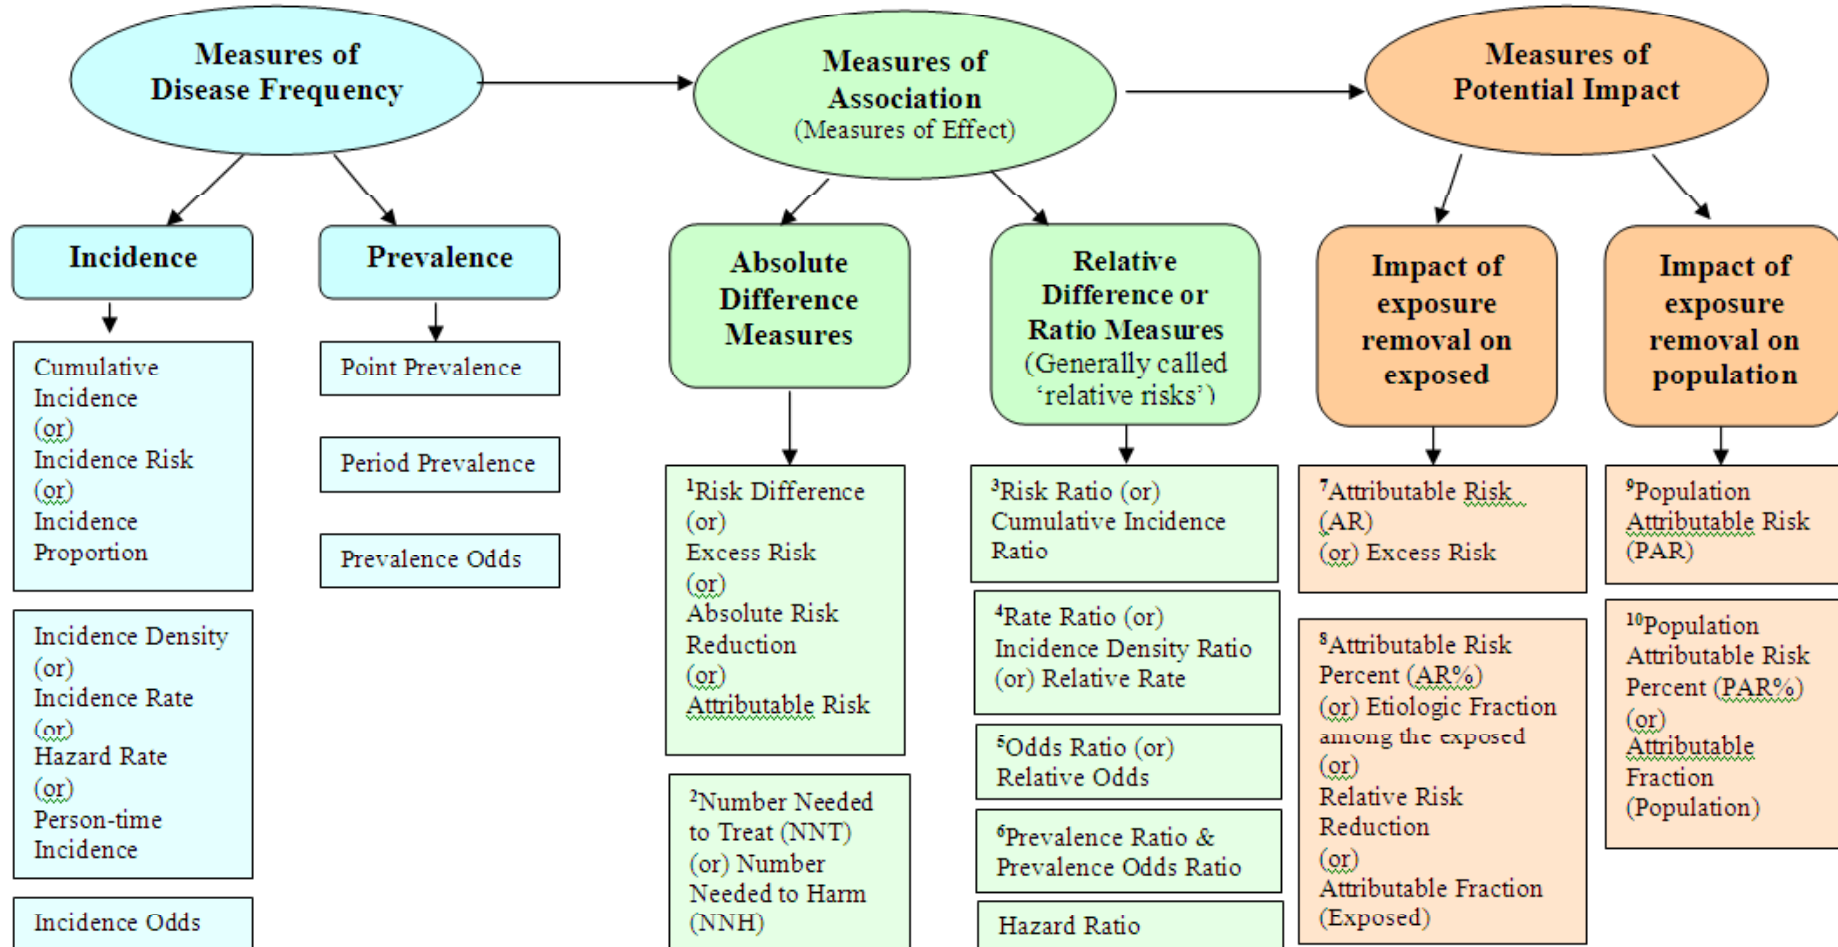 Measures of
Disease Frequency
Measures of
Association
(Measures of Effect)
Measures of
Potential Impact
Incidence
Prevalence
Absolute
Difference
Measures
Relative
Difference or
Ratio Measures
(Generally called
‘relative risks’)
Impact of
exposure
removal on
exposed
Impact of
exposure
removal on
population
Cumulative
Incidence
(or)
Incidence Risk
(or)
Incidence
Proportion
Incidence Density
(or)
Incidence Rate
(or)
Hazard Rate
(or)
Person-time
Incidence
Incidence Odds
Point Prevalence
Period Prevalence
Prevalence Odds
¹Risk Difference
(or)
Excess Risk
(or)
Absolute Risk
Reduction
(or)
Attributable Risk
²Number Needed
to Treat (NNT)
(or) Number
Needed to Harm
(NNH)
³Risk Ratio (or)
Cumulative Incidence
Ratio
⁴Rate Ratio (or)
Incidence Density Ratio
(or) Relative Rate
⁵Odds Ratio (or)
Relative Odds
⁶Prevalence Ratio &
Prevalence Odds Ratio
Hazard Ratio
⁷Attributable Risk
(AR)
(or) Excess Risk
⁸Attributable Risk
Percent (AR%)
(or) Etiologic Fraction
among the exposed
(or)
Relative Risk
Reduction
(or)
Attributable Fraction
(Exposed)
⁹Population
Attributable Risk
(PAR)
¹⁰Population
Attributable Risk
Percent (PAR%)
(or)
Attributable
Fraction
(Population)